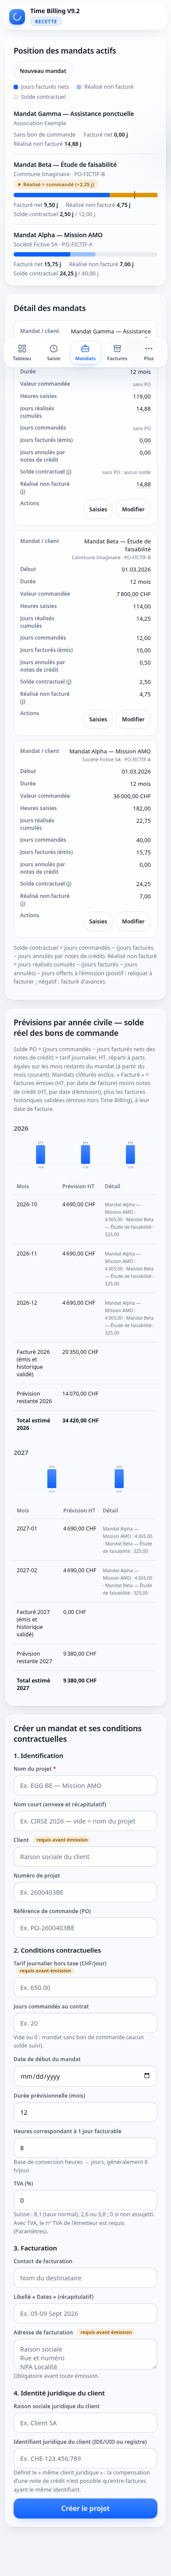 Time Billing V9.2
RECETTE
Position des mandats actifs
Nouveau mandat
Jours facturés nets
Réalisé non facturé
Solde contractuel
Mandat Gamma — Assistance ponctuelle
Association Exemple
Sans bon de commande Facturé net 0,00 j
Réalisé non facturé 14,88 j
Mandat Beta — Étude de faisabilité
Commune Imaginaire · PO-FICTIF-B
Réalisé > commandé (+2,25 j)
Facturé net 9,50 j Réalisé non facturé 4,75 j
Solde contractuel 2,50 j / 12,00 j
Mandat Alpha — Mission AMO
Société Fictive SA · PO-FICTIF-A
Facturé net 15,75 j Réalisé non facturé 7,00 j
Solde contractuel 24,25 j / 40,00 j
Détail des mandats
Mandat / client Mandat Gamma — Assistance
Tableau
Saisie
Mandats
Factures
Plus
Durée 12 mois
Valeur commandée sans PO
Heures saisies 119,00
Jours réalisés cumulés 14,88
Jours commandés sans PO
Jours facturés (émis) 0,00
Jours annulés par notes de crédit 0,00
Solde contractuel (j) sans PO : aucun solde
Réalisé non facturé (j) 14,88
Actions Saisies Modifier
Mandat / client Mandat Beta — Étude de faisabilité
Commune Imaginaire · PO-FICTIF-B
Début 01.03.2026
Durée 12 mois
Valeur commandée 7 800,00 CHF
Heures saisies 114,00
Jours réalisés cumulés 14,25
Jours commandés 12,00
Jours facturés (émis) 10,00
Jours annulés par notes de crédit 0,50
Solde contractuel (j) 2,50
Réalisé non facturé (j) 4,75
Actions Saisies Modifier
Mandat / client Mandat Alpha — Mission AMO
Société Fictive SA · PO-FICTIF-A
Début 01.03.2026
Durée 12 mois
Valeur commandée 36 000,00 CHF
Heures saisies 182,00
Jours réalisés cumulés 22,75
Jours commandés 40,00
Jours facturés (émis) 15,75
Jours annulés par notes de crédit 0,00
Solde contractuel (j) 24,25
Réalisé non facturé (j) 7,00
Actions Saisies Modifier
Solde contractuel = jours commandés − (jours facturés
− jours annulés par notes de crédit). Réalisé non facturé
= jours réalisés cumulés − (jours facturés − jours
annulés) − jours offerts à l'émission (positif : reliquat à
facturer ; négatif : facturé d'avance).
Prévisions par année civile — solde
réel des bons de commande
Solde PO = (jours commandés − jours facturés nets des
notes de crédit) × tarif journalier, HT, réparti à parts
égales sur les mois restants du mandat (à partir du
mois courant). Mandats clôturés exclus. « Facturé » =
factures émises (HT, par date de facture) moins notes
de crédit (HT, par date d'émission), plus les factures
historiques validées (émises hors Time Billing), à leur
date de facture.
2026
Mois Prévision HT Détail
2026-10 4 690,00 CHF Mandat Alpha —
Mission AMO :
4 365,00 · Mandat Beta
— Étude de faisabilité :
325,00
2026-11 4 690,00 CHF Mandat Alpha —
Mission AMO :
4 365,00 · Mandat Beta
— Étude de faisabilité :
325,00
2026-12 4 690,00 CHF Mandat Alpha —
Mission AMO :
4 365,00 · Mandat Beta
— Étude de faisabilité :
325,00
Facturé 2026 (émis et historique validé) 20 350,00 CHF
Prévision restante 2026 14 070,00 CHF
Total estimé 2026 34 420,00 CHF
2027
Mois Prévision HT Détail
2027-01 4 690,00 CHF Mandat Alpha —
Mission AMO : 4 365,00
· Mandat Beta — Étude
de faisabilité : 325,00
2027-02 4 690,00 CHF Mandat Alpha —
Mission AMO : 4 365,00
· Mandat Beta — Étude
de faisabilité : 325,00
Facturé 2027 (émis et historique validé) 0,00 CHF
Prévision restante 2027 9 380,00 CHF
Total estimé 2027 9 380,00 CHF
Créer un mandat et ses conditions
contractuelles
1. Identification
Nom du projet *
Ex. EGG BE — Mission AMO
Nom court (annexe et récapitulatif)
Ex. CIRSE 2026 — vide = nom du projet
Client requis avant émission
Raison sociale du client
Numéro de projet
Ex. 2600403BE
Référence de commande (PO)
Ex. PO-2600403BE
2. Conditions contractuelles
Tarif journalier hors taxe (CHF/jour)
requis avant émission
Ex. 650.00
Jours commandés au contrat
Ex. 20
Vide ou 0 : mandat sans bon de commande (aucun
solde suivi).
Date de début du mandat
mm/dd/yyyy
Durée prévisionnelle (mois)
12
Heures correspondant à 1 jour facturable
8
Base de conversion heures → jours, généralement 8
h/jour.
TVA (%)
0
Suisse : 8,1 (taux normal), 2,6 ou 3,8 ; 0 si non assujetti.
Avec TVA, le n° TVA de l'émetteur est requis
(Paramètres).
3. Facturation
Contact de facturation
Nom du destinataire
Libellé « Dates » (récapitulatif)
Ex. 05-09 Sept 2026
Adresse de facturation requis avant émission
Raison sociale
Rue et numéro
NPA Localité
Obligatoire avant toute émission.
4. Identité juridique du client
Raison sociale juridique du client
Ex. Client SA
Identifiant juridique du client (IDE/UID ou registre)
Ex. CHE-123.456.789
Définit le « même client juridique » : la compensation
d'une note de crédit n'est possible qu'entre factures
ayant le même identifiant.
Créer le projet